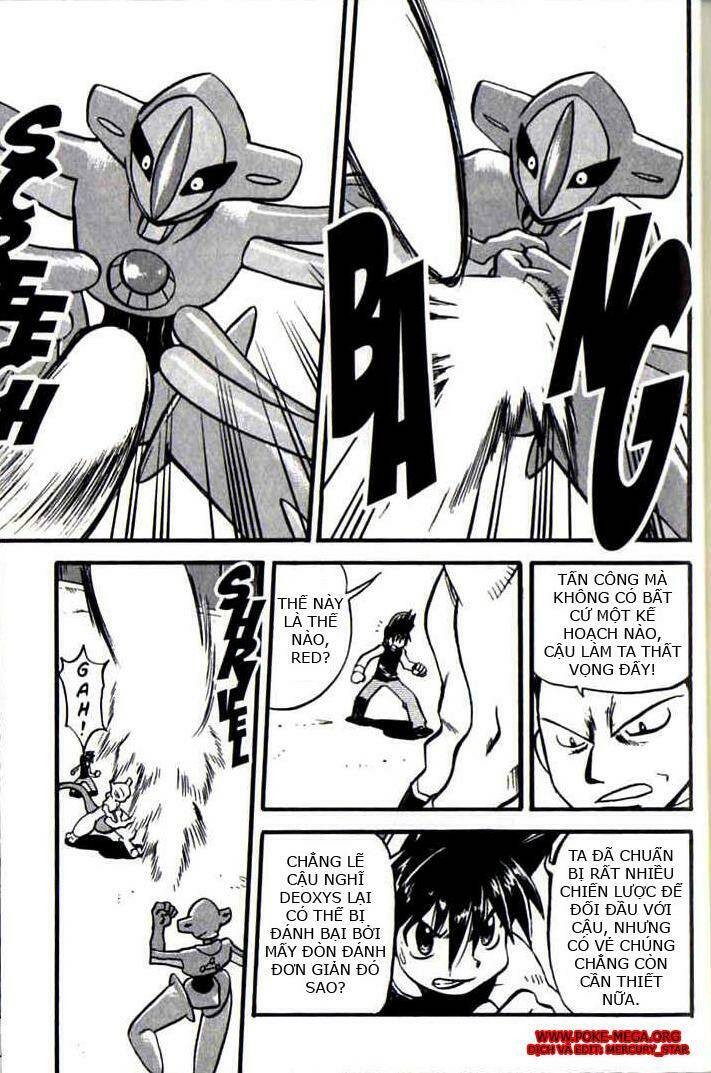 BA
NG
SCREECH
TẤN CÔNG MÀ
KHÔNG CÓ BẤT
CỨ MỘT KẾ
HOẠCH NÀO,
CẬU LÀM TA THẤT
VỌNG ĐẤY!
THẾ NÀY
LÀ THẾ
NÀO,
RED?
SHRIVEL
GAH!
TA ĐÃ CHUẨN
BỊ RẤT NHIỀU
CHIẾN LƯỢC ĐỂ
ĐỐI ĐẦU VỚI
CẬU, NHƯNG
CÓ VẺ CHÚNG
CHẲNG CÒN
CẦN THIẾT
NỮA.
CHẲNG LẼ
CẬU NGHĨ
DEOXYS LẠI
CÓ THỂ BỊ
ĐÁNH BẠI BỞI
MẤY ĐÒN ĐÁNH
ĐƠN GIẢN ĐÓ
SAO?
WWW.POKE-MEGA.ORG
DỊCH VÀ EDIT: MERCURY_STAR